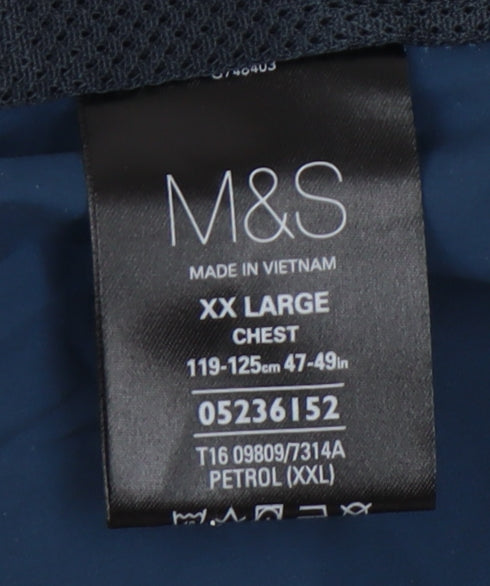 M&S
MADE IN VIETNAM
XX LARGE
CHEST
119-125cm 47-49in
05236152
T16 09809/7314A
PETROL (XXL)